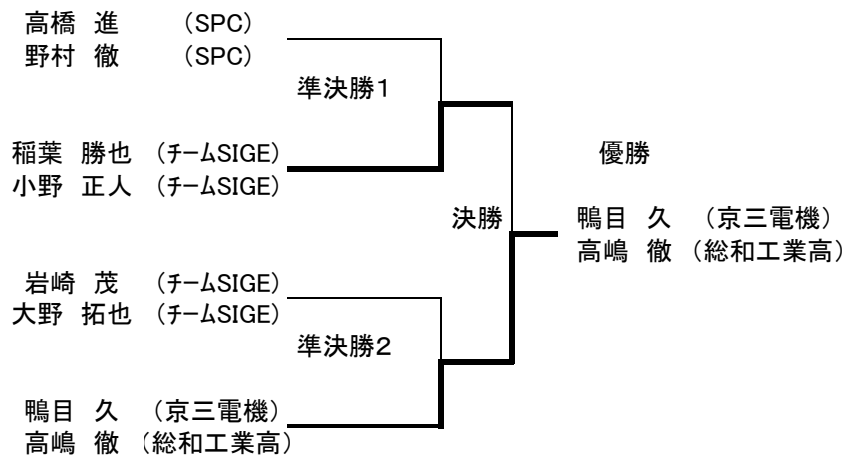 高橋　進　　（SPC）
野村　徹　　（SPC）
準決勝１
稲葉　勝也　（ﾁｰﾑSIGE）
小野　正人　（ﾁｰﾑSIGE）
優勝
決勝
鴨目　久　（京三電機）
高嶋　徹　（総和工業高）
岩崎　茂　（ﾁｰﾑSIGE）
大野　拓也　（ﾁｰﾑSIGE）
準決勝２
鴨目　久　（京三電機）
高嶋　徹　（総和工業高）